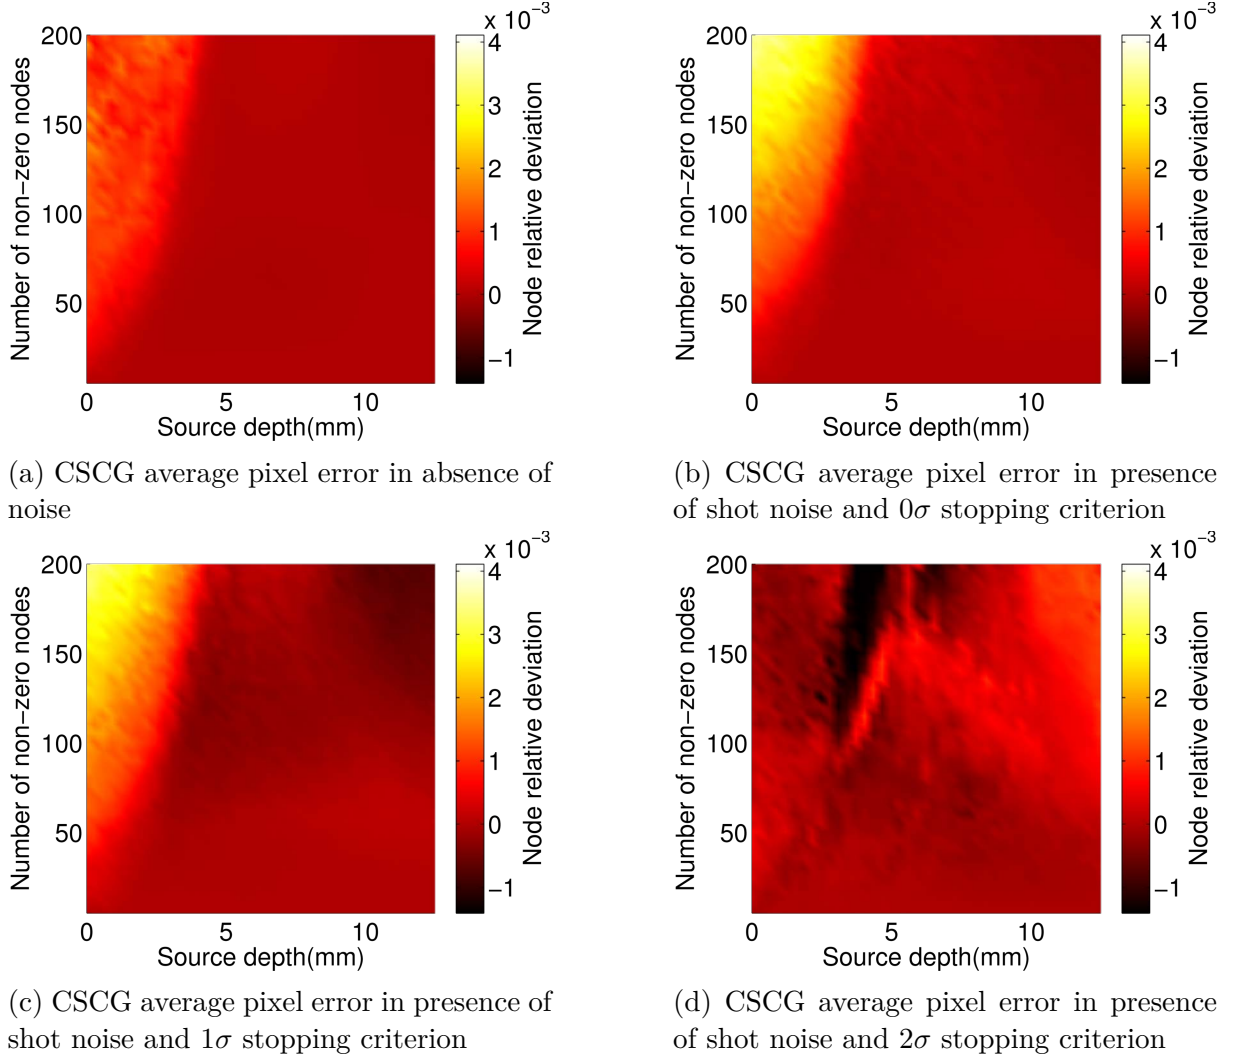 x 10⁻³
200
150
100
50
0
5
10
Number of non−zero nodes
Source depth(mm)
4
3
2
1
0
−1
Node relative deviation
(a) CSCG average pixel error in absence of
noise
x 10⁻³
200
150
100
50
0
5
10
Number of non−zero nodes
Source depth(mm)
4
3
2
1
0
−1
Node relative deviation
(b) CSCG average pixel error in presence
of shot noise and 0σ stopping criterion
x 10⁻³
200
150
100
50
0
5
10
Number of non−zero nodes
Source depth(mm)
4
3
2
1
0
−1
Node relative deviation
(c) CSCG average pixel error in presence of
shot noise and 1σ stopping criterion
x 10⁻³
200
150
100
50
0
5
10
Number of non−zero nodes
Source depth(mm)
4
3
2
1
0
−1
Node relative deviation
(d) CSCG average pixel error in presence
of shot noise and 2σ stopping criterion